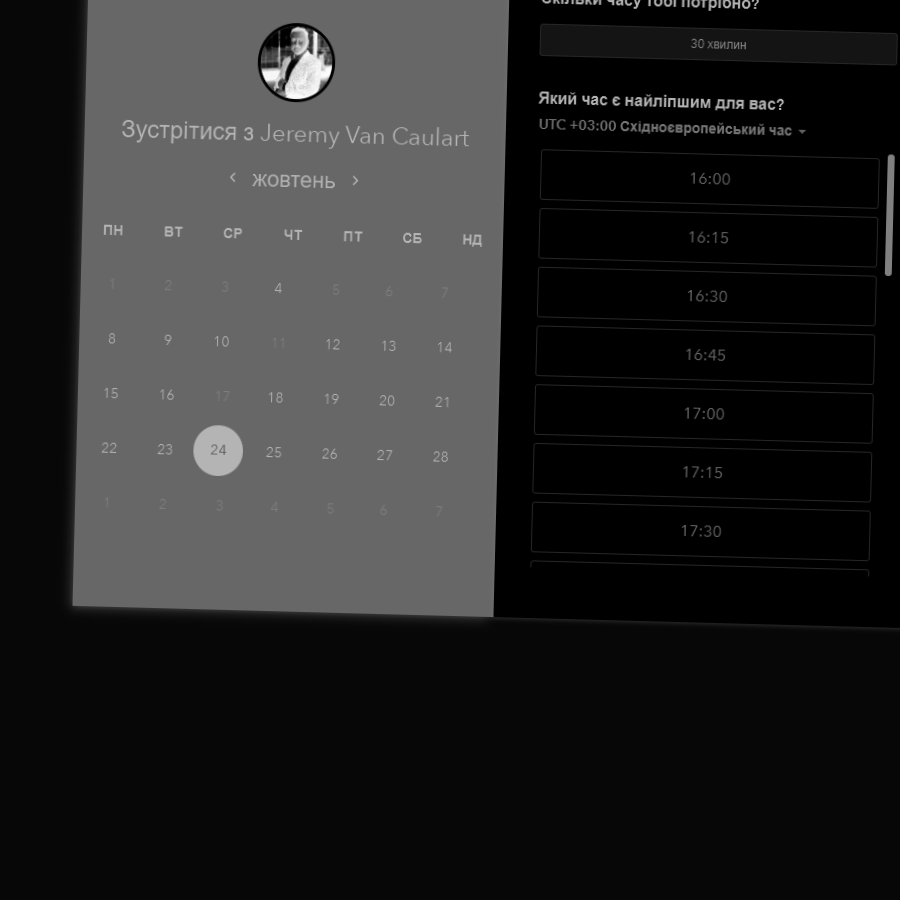 Зустрітися з Jeremy Van Caulart
жовтень
ПН ВТ СР ЧТ ПТ СБ НД
1 2 3 4 5 6 7
8 9 10 11 12 13 14
15 16 17 18 19 20 21
22 23 24 25 26 27 28
1 2 3 4 5 6 7
Скільки часу тобі потрібно?
30 хвилин
Який час є найліпшим для вас?
UTC +03:00 Східноєвропейський час
16:00
16:15
16:30
16:45
17:00
17:15
17:30